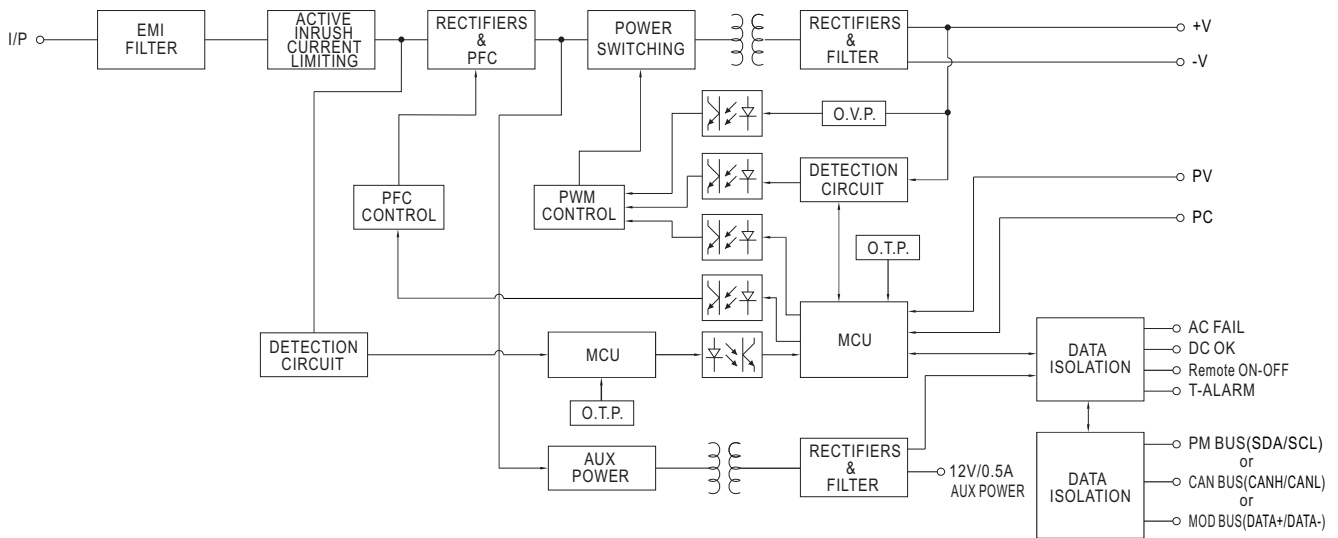 I/P
EMI
FILTER
ACTIVE
INRUSH
CURRENT
LIMITING
RECTIFIERS
&
PFC
POWER
SWITCHING
RECTIFIERS
&
FILTER
+V
-V
O.V.P.
DETECTION
CIRCUIT
PFC
CONTROL
PWM
CONTROL
PV
PC
O.T.P.
DETECTION
CIRCUIT
MCU
MCU
DATA
ISOLATION
AC FAIL
DC OK
Remote ON-OFF
T-ALARM
O.T.P.
AUX
POWER
RECTIFIERS
&
FILTER
12V/0.5A
AUX POWER
DATA
ISOLATION
PM BUS(SDA/SCL)
or
CAN BUS(CANH/CANL)
or
MOD BUS(DATA+/DATA-)